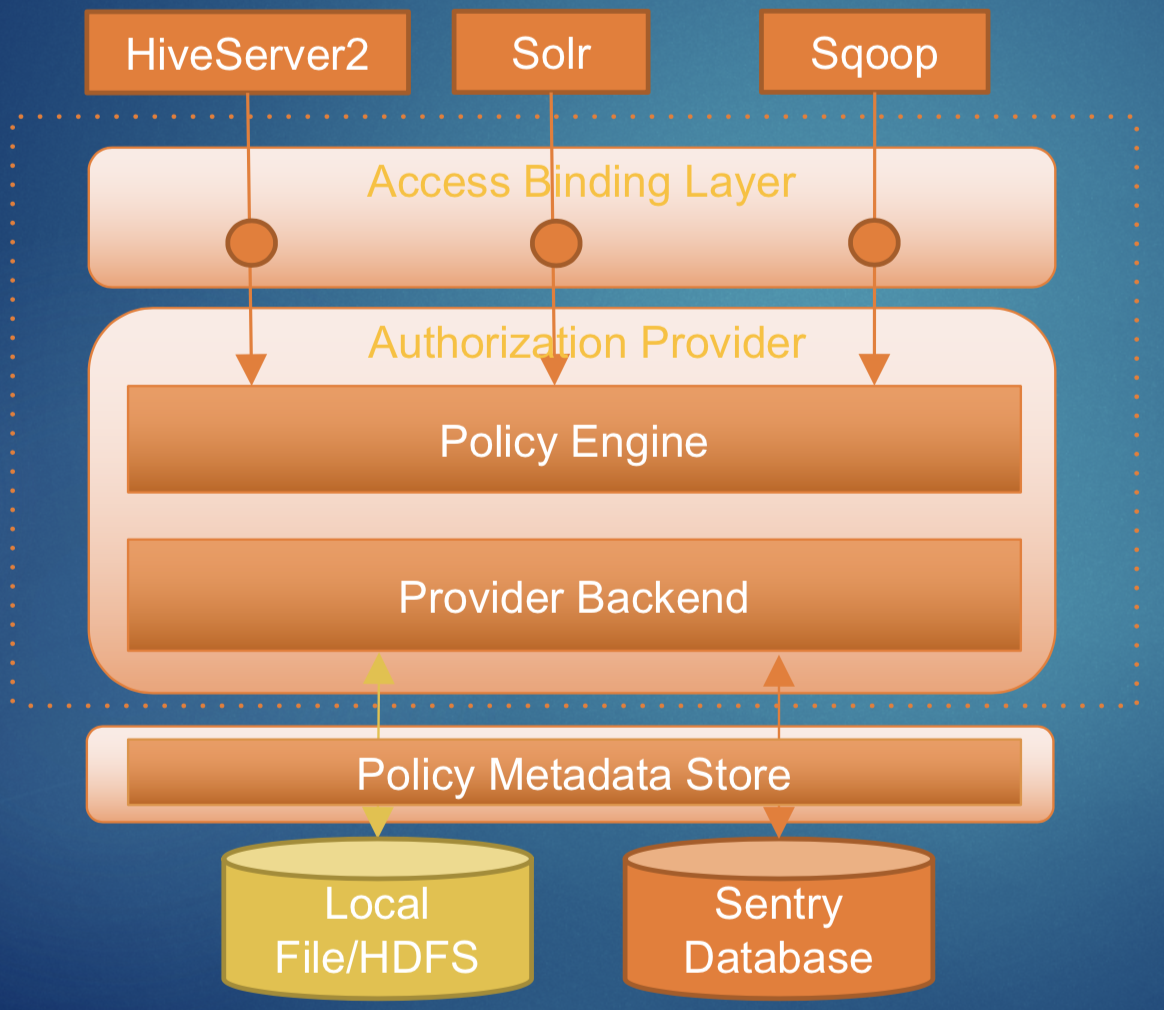 HiveServer2
Solr
Sqoop
Access Binding Layer
Authorization Provider
Policy Engine
Provider Backend
Policy Metadata Store
Local
File/HDFS
Sentry
Database